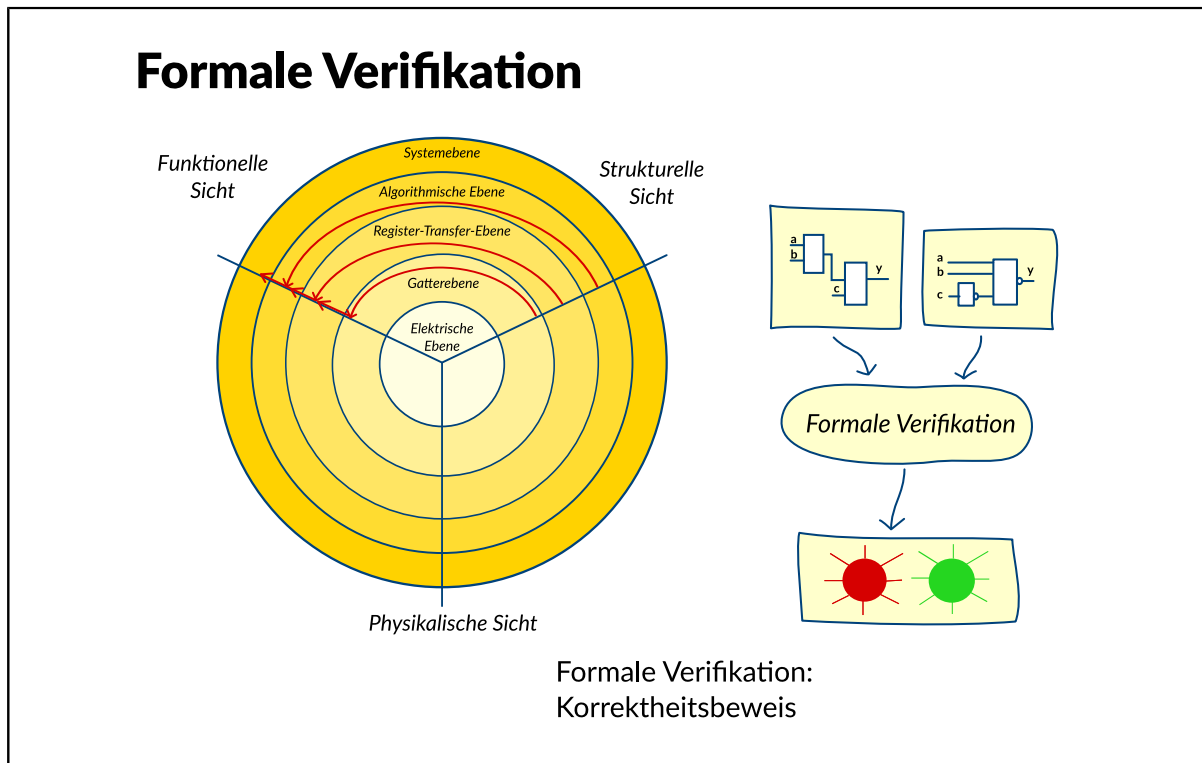 Formale Verifikation
Funktionelle
Sicht
Systemebene
Strukturelle
Sicht
Algorithmische Ebene
Register-Transfer-Ebene
Gatterebene
Elektrische
Ebene
Physikalische Sicht
a
b
c
y
a
b
c
y
Formale Verifikation
Formale Verifikation:
Korrektheitsbeweis